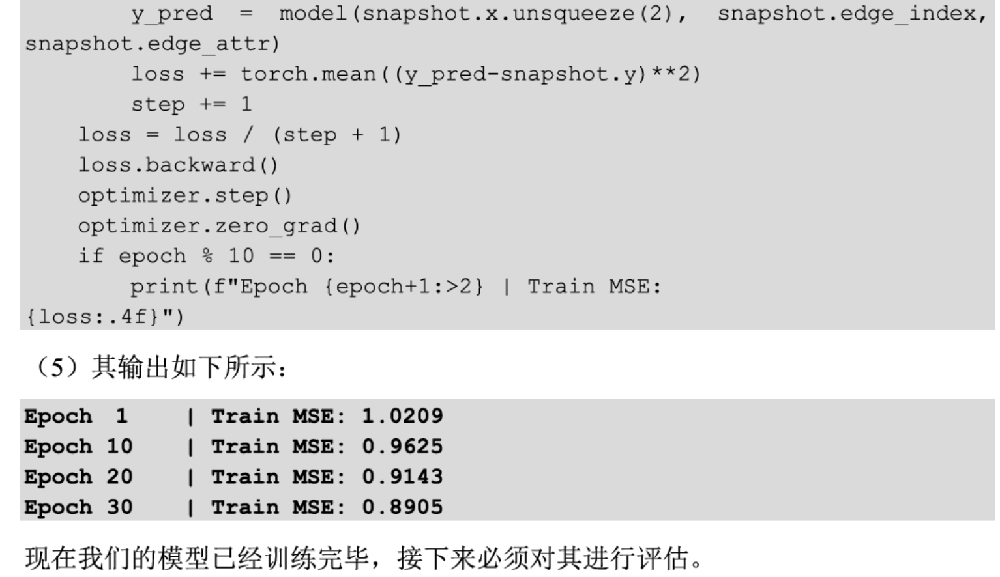 y_pred = model(snapshot.x.unsqueeze(2), snapshot.edge_index,
snapshot.edge_attr)
loss += torch.mean((y_pred-snapshot.y)**2)
step += 1
loss = loss / (step + 1)
loss.backward()
optimizer.step()
optimizer.zero_grad()
if epoch % 10 == 0:
print(f"Epoch {epoch+1:>2} | Train MSE:
{loss:.4f}")
（5）其输出如下所示：
Epoch 1 | Train MSE: 1.0209
Epoch 10 | Train MSE: 0.9625
Epoch 20 | Train MSE: 0.9143
Epoch 30 | Train MSE: 0.8905
现在我们的模型已经训练完毕，接下来必须对其进行评估。